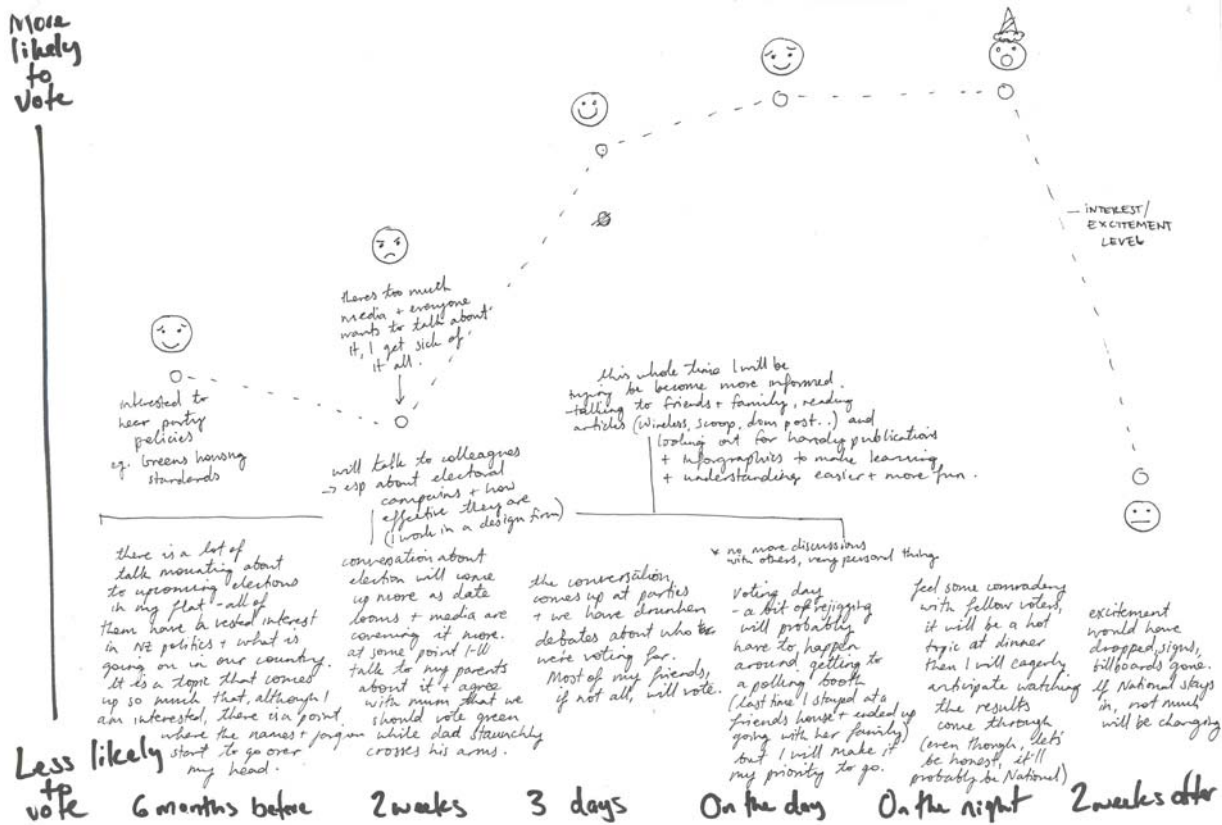 More
likely
to
vote
INTEREST/
EXCITEMENT
LEVEL
theres too much
media + everyone
wants to talk about
it, I get sick of
it all.
interested to
hear party
policies
eg. Greens housing
standards
this whole time I will be
trying be become more informed.
-talking to friends + family, reading
articles (Wireless, scoop, dom post..) and
looking out for handy publications
+ infographics to make learning
+ understanding easier + more fun.
will talk to colleagues
→ esp about electoral
campains + how
effective they are
(I work in a design firm)
there is a lot of
talk mounting about
to upcoming elections
in my flat - all of
them have a vested interest
in NZ politics + what is
going on in our country.
It is a topic that comes
up so much that, although I
am interested, there is a point
where the names + jargon
start to go over
my head.
conversation about
election will come
up more as date
looms + media are
covering it more.
at some point I'll
talk to my parents
about it + agree
with mum that we
should vote green
while dad staunchly
crosses his arms.
the conversation
comes up at parties
+ we have drunken
debates about who
we're voting for.
Most of my friends,
if not all, will vote.
* no more discussions
with others, very personal thing
voting day
- a bit of rejigging
will probably
have to happen
around getting to
a polling booth
(last time I stayed at a
friends house + ended up
going with her family)
but I will make it
my priority to go.
feel some comradery
with fellow voters,
it will be a hot
topic at dinner
then I will eagerly
anticipate watching
the results
come through
(even though, let's
be honest, it'll
probably be National)
excitement
would have
dropped, signs,
billboards gone.
If National stays
in, not much
will be changing
Less likely
to
vote
6 months before
2 weeks
3 days
On the day
On the night
2 weeks after